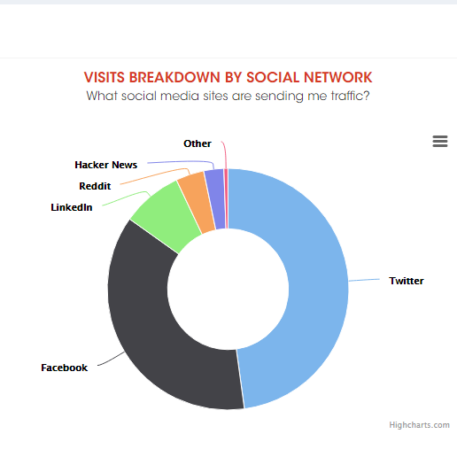 VISITS BREAKDOWN BY SOCIAL NETWORK
What social media sites are sending me traffic?
Other
Hacker News
Reddit
LinkedIn
Twitter
Facebook
Highcharts.com